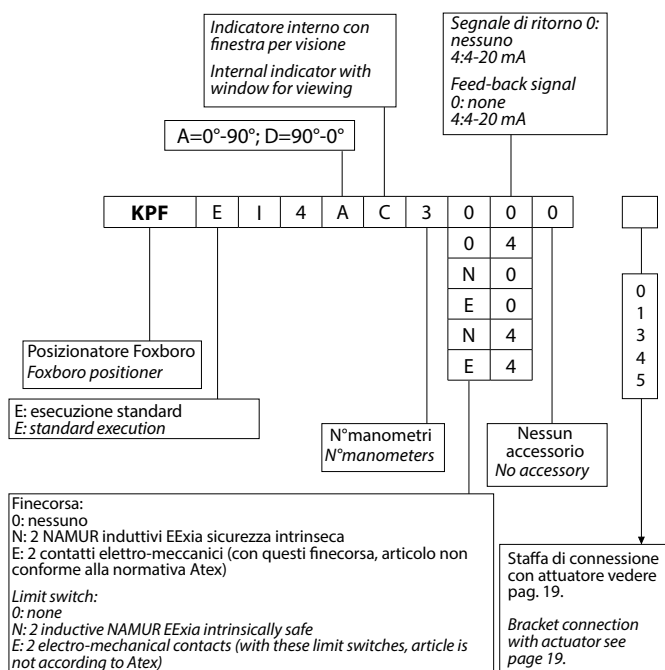 Indicatore interno con
finestra per visione
Internal indicator with
window for viewing
Segnale di ritorno 0:
nessuno
4:4-20 mA
Feed-back signal
0: none
4:4-20 mA
A=0°-90°; D=90°-0°
KPF E I 4 A C 3 0 0 0
0 4
N 0
E 0
N 4
E 4
0
1
3
4
5
Posizionatore Foxboro
Foxboro positioner
E: esecuzione standard
E: standard execution
N°manometri
N°manometers
Nessun
accessorio
No accessory
Finecorsa:
0: nessuno
N: 2 NAMUR induttivi EExia sicurezza intrinseca
E: 2 contatti elettro-meccanici (con questi finecorsa, articolo non
conforme alla normativa Atex)
Limit switch:
0: none
N: 2 inductive NAMUR EExia intrinsically safe
E: 2 electro-mechanical contacts (with these limit switches, article is
not according to Atex)
Staffa di connessione
con attuatore vedere
pag. 19.
Bracket connection
with actuator see
page 19.